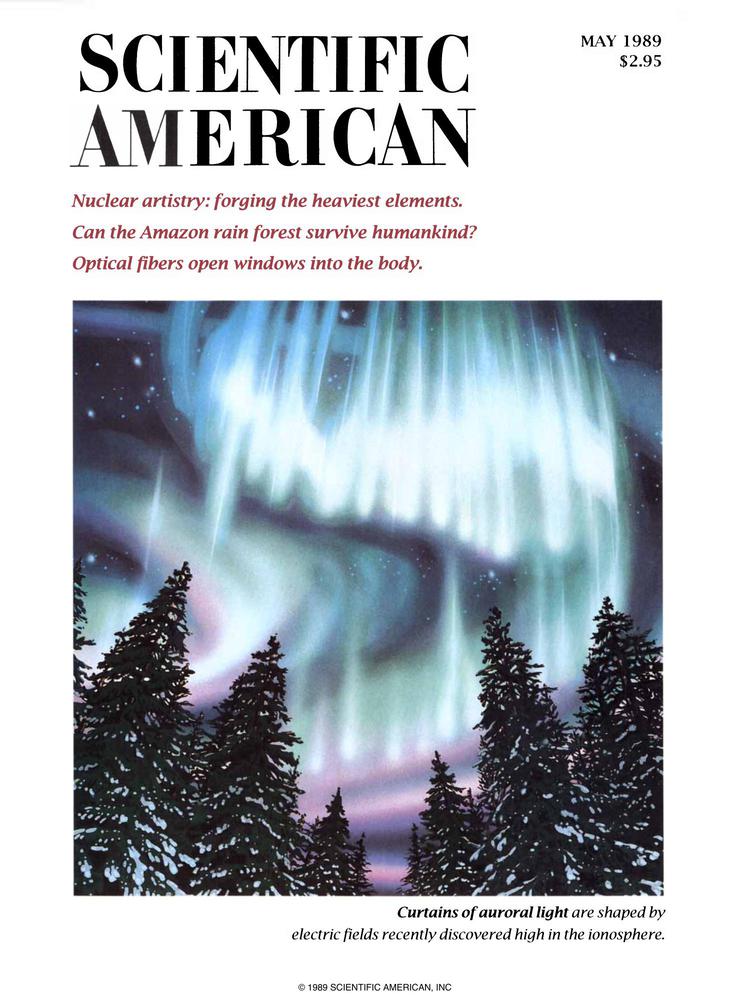 SCIENTIFIC
AMERICAN
MAY 1989
$2.95
Nuclear artistry: forging the heaviest elements.
Can the Amazon rain forest survive humankind?
Optical fibers open windows into the body.
Curtains of auroral light are shaped by
electric fields recently discovered high in the ionosphere.
© 1989 SCIENTIFIC AMERICAN, INC